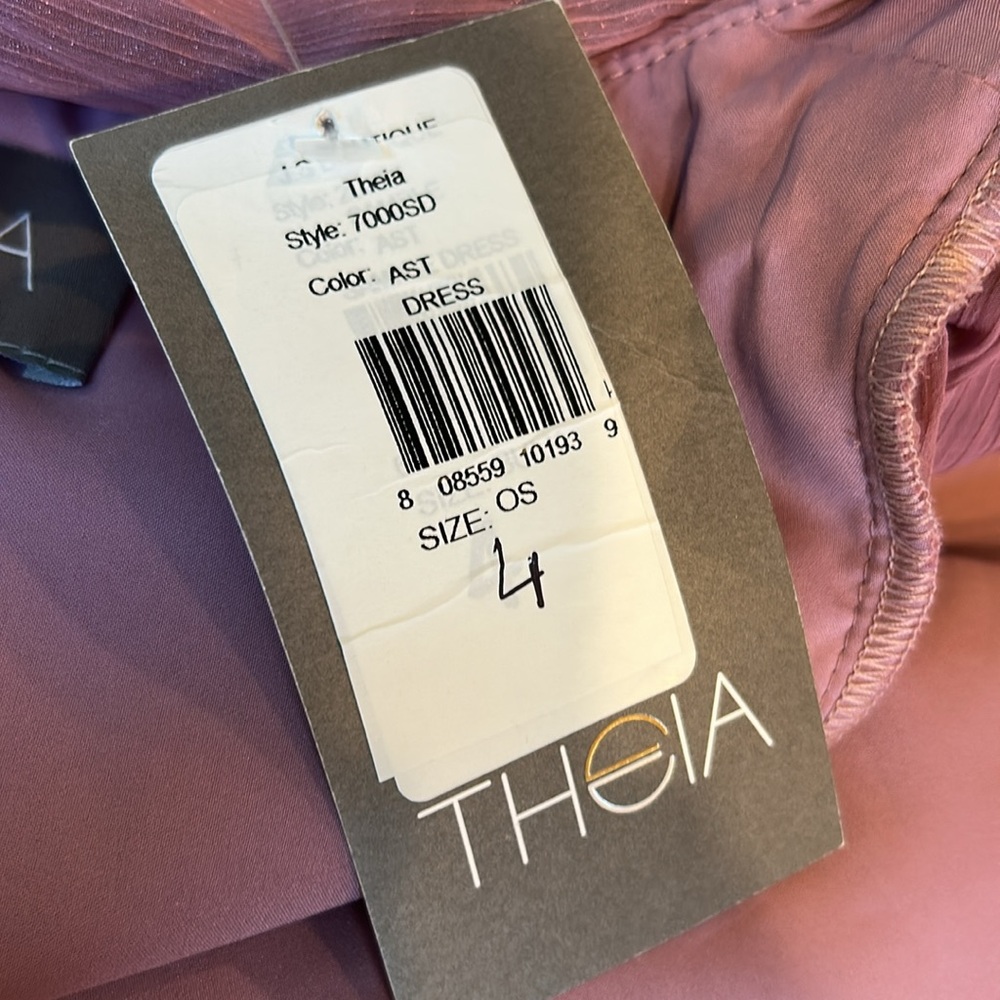 Theia
Style: 7000SD
Color: AST
DRESS
8 08559 10193 9
SIZE: OS
4
THEIA
A